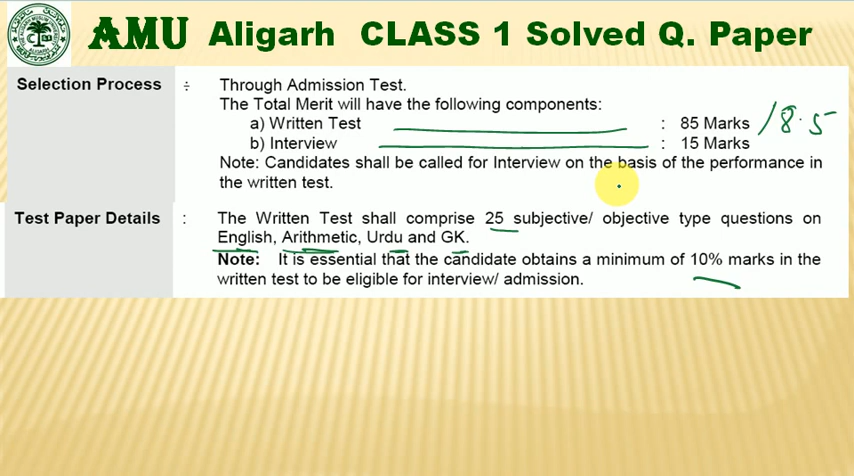 AMU Aligarh CLASS 1 Solved Q. Paper
Selection Process : Through Admission Test.
The Total Merit will have the following components:
a) Written Test : 85 Marks / 8.5
b) Interview : 15 Marks
Note: Candidates shall be called for Interview on the basis of the performance in
the written test.
Test Paper Details : The Written Test shall comprise 25 subjective/ objective type questions on
English, Arithmetic, Urdu and GK.
Note: It is essential that the candidate obtains a minimum of 10% marks in the
written test to be eligible for interview/ admission.